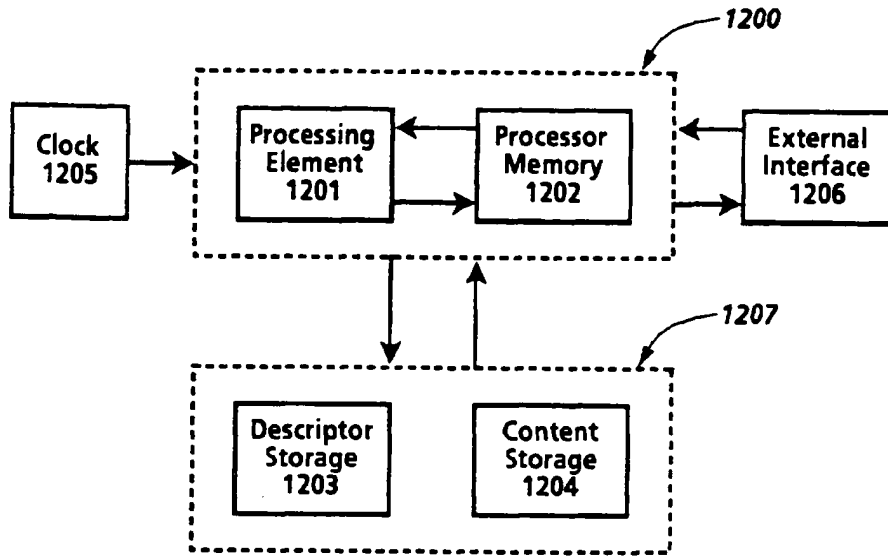 1200
Clock
1205
Processing
Element
1201
Processor
Memory
1202
External
Interface
1206
1207
Descriptor
Storage
1203
Content
Storage
1204